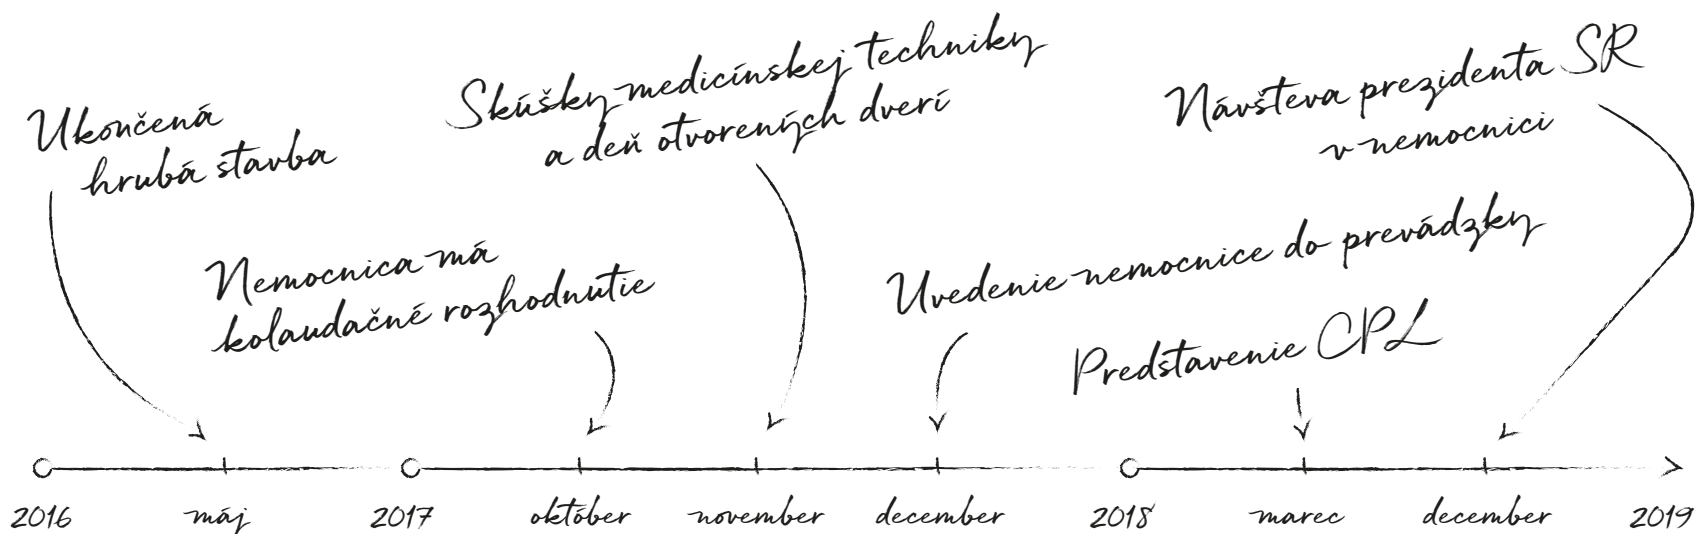 Ukončená
hrubá stavba
Nemocnica má
kolaudačné rozhodnutie
Skúšky medicínskej techniky
a deň otvorených dverí
Uvedenie nemocnice do prevádzky
Predstavenie CPL
Návšteva prezidenta SR
v nemocnici
2016 máj 2017 október november december 2018 marec december 2019